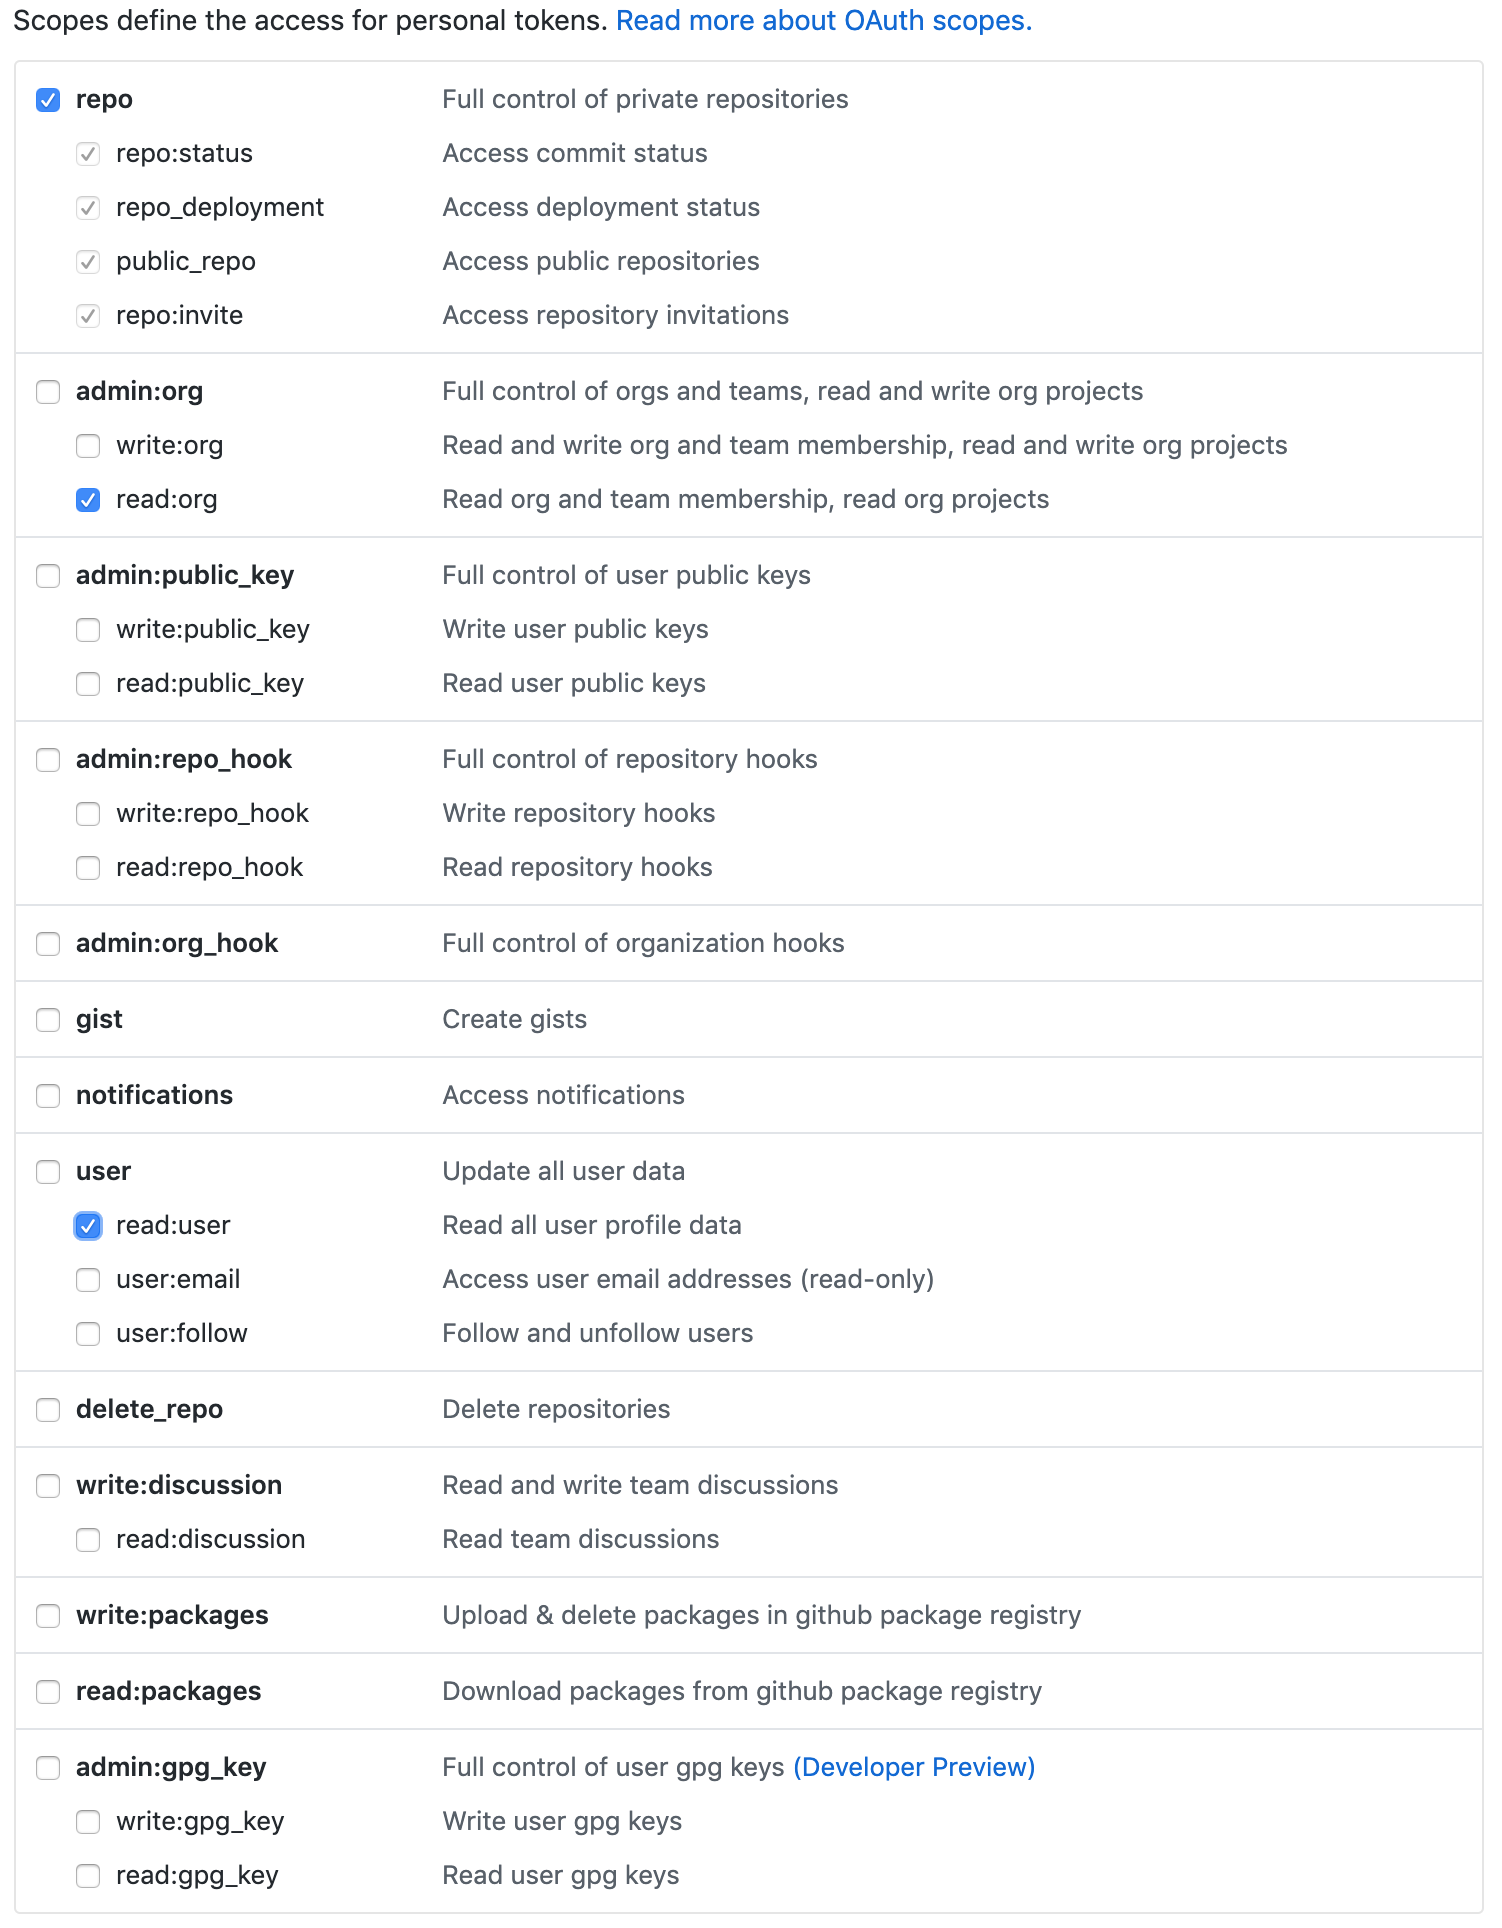 Scopes define the access for personal tokens. Read more about OAuth scopes.
repo Full control of private repositories
repo:status Access commit status
repo_deployment Access deployment status
public_repo Access public repositories
repo:invite Access repository invitations
admin:org Full control of orgs and teams, read and write org projects
write:org Read and write org and team membership, read and write org projects
read:org Read org and team membership, read org projects
admin:public_key Full control of user public keys
write:public_key Write user public keys
read:public_key Read user public keys
admin:repo_hook Full control of repository hooks
write:repo_hook Write repository hooks
read:repo_hook Read repository hooks
admin:org_hook Full control of organization hooks
gist Create gists
notifications Access notifications
user Update all user data
read:user Read all user profile data
user:email Access user email addresses (read-only)
user:follow Follow and unfollow users
delete_repo Delete repositories
write:discussion Read and write team discussions
read:discussion Read team discussions
write:packages Upload & delete packages in github package registry
read:packages Download packages from github package registry
admin:gpg_key Full control of user gpg keys (Developer Preview)
write:gpg_key Write user gpg keys
read:gpg_key Read user gpg keys